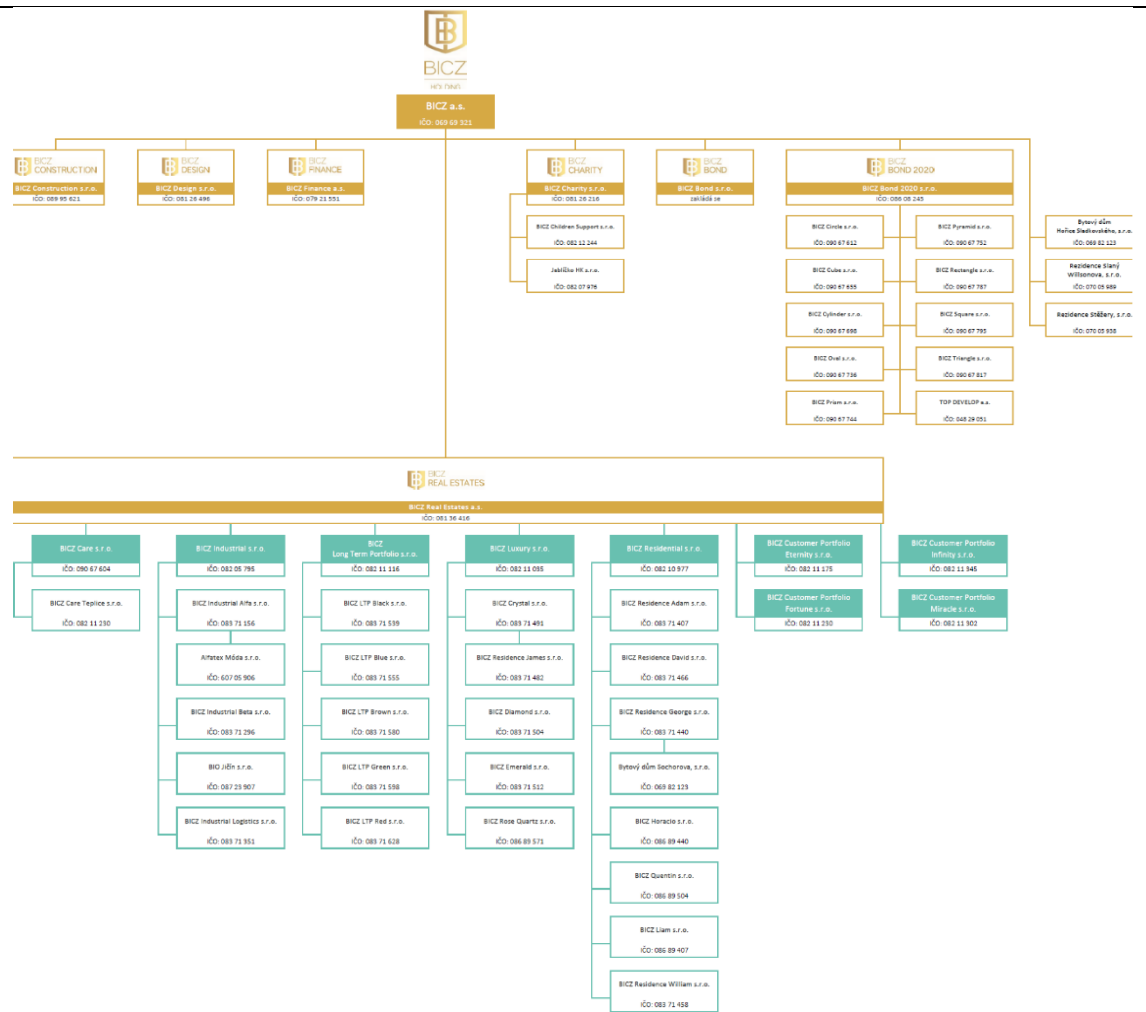 BICZ
HOLDING
BICZ a.s.
IČO: 069 69 321
BICZ
CONSTRUCTION
BICZ Construction s.r.o.
IČO: 089 95 621
BICZ
DESIGN
BICZ Design s.r.o.
IČO: 081 26 496
BICZ
FINANCE
BICZ Finance a.s.
IČO: 079 21 551
BICZ
CHARITY
BICZ Charity s.r.o.
IČO: 081 26 216
BICZ Children Support s.r.o.
IČO: 082 12 244
Jablíčko HK s.r.o.
IČO: 082 07 976
BICZ
BOND
BICZ Bond s.r.o.
zakládá se
BICZ
BOND 2020
BICZ Bond 2020 s.r.o.
IČO: 086 08 245
BICZ Circle s.r.o.
IČO: 090 67 612
BICZ Pyramid s.r.o.
IČO: 090 67 752
BICZ Cube s.r.o.
IČO: 090 67 655
BICZ Rectangle s.r.o.
IČO: 090 67 787
BICZ Cylinder s.r.o.
IČO: 090 67 698
BICZ Square s.r.o.
IČO: 090 67 795
BICZ Oval s.r.o.
IČO: 090 67 736
BICZ Triangle s.r.o.
IČO: 090 67 817
BICZ Prism s.r.o.
IČO: 090 67 744
TOP DEVELOP a.s.
IČO: 048 29 051
Bytový dům
Hořice Sladkovského, s.r.o.
IČO: 069 82 123
Rezidence Slaný
Willsonova, s.r.o.
IČO: 070 05 989
Rezidence Stěžery, s.r.o.
IČO: 070 05 938
BICZ
REAL ESTATES
BICZ Real Estates a.s.
IČO: 081 36 416
BICZ Care s.r.o.
IČO: 090 67 604
BICZ Care Teplice s.r.o.
IČO: 082 11 230
BICZ Industrial s.r.o.
IČO: 082 05 795
BICZ Industrial Alfa s.r.o.
IČO: 083 71 156
Alfatex Móda s.r.o.
IČO: 607 05 906
BICZ Industrial Beta s.r.o.
IČO: 083 71 296
BIO Jičín s.r.o.
IČO: 087 23 907
BICZ Industrial Logistics s.r.o.
IČO: 083 71 351
BICZ
Long Term Portfolio s.r.o.
IČO: 082 11 116
BICZ LTP Black s.r.o.
IČO: 083 71 539
BICZ LTP Blue s.r.o.
IČO: 083 71 555
BICZ LTP Brown s.r.o.
IČO: 083 71 580
BICZ LTP Green s.r.o.
IČO: 083 71 598
BICZ LTP Red s.r.o.
IČO: 083 71 628
BICZ Luxury s.r.o.
IČO: 082 11 095
BICZ Crystal s.r.o.
IČO: 083 71 491
BICZ Residence James s.r.o.
IČO: 083 71 482
BICZ Diamond s.r.o.
IČO: 083 71 504
BICZ Emerald s.r.o.
IČO: 083 71 512
BICZ Rose Quartz s.r.o.
IČO: 086 89 571
BICZ Residential s.r.o.
IČO: 082 10 977
BICZ Residence Adam s.r.o.
IČO: 083 71 407
BICZ Residence David s.r.o.
IČO: 083 71 466
BICZ Residence George s.r.o.
IČO: 083 71 440
Bytový dům Sochorova, s.r.o.
IČO: 069 82 123
BICZ Horacio s.r.o.
IČO: 086 89 440
BICZ Quentin s.r.o.
IČO: 086 89 504
BICZ Liam s.r.o.
IČO: 086 89 407
BICZ Residence William s.r.o.
IČO: 083 71 458
BICZ Customer Portfolio
Eternity s.r.o.
IČO: 082 11 175
BICZ Customer Portfolio
Infinity s.r.o.
IČO: 082 11 345
BICZ Customer Portfolio
Fortune s.r.o.
IČO: 082 11 230
BICZ Customer Portfolio
Miracle s.r.o.
IČO: 082 11 302